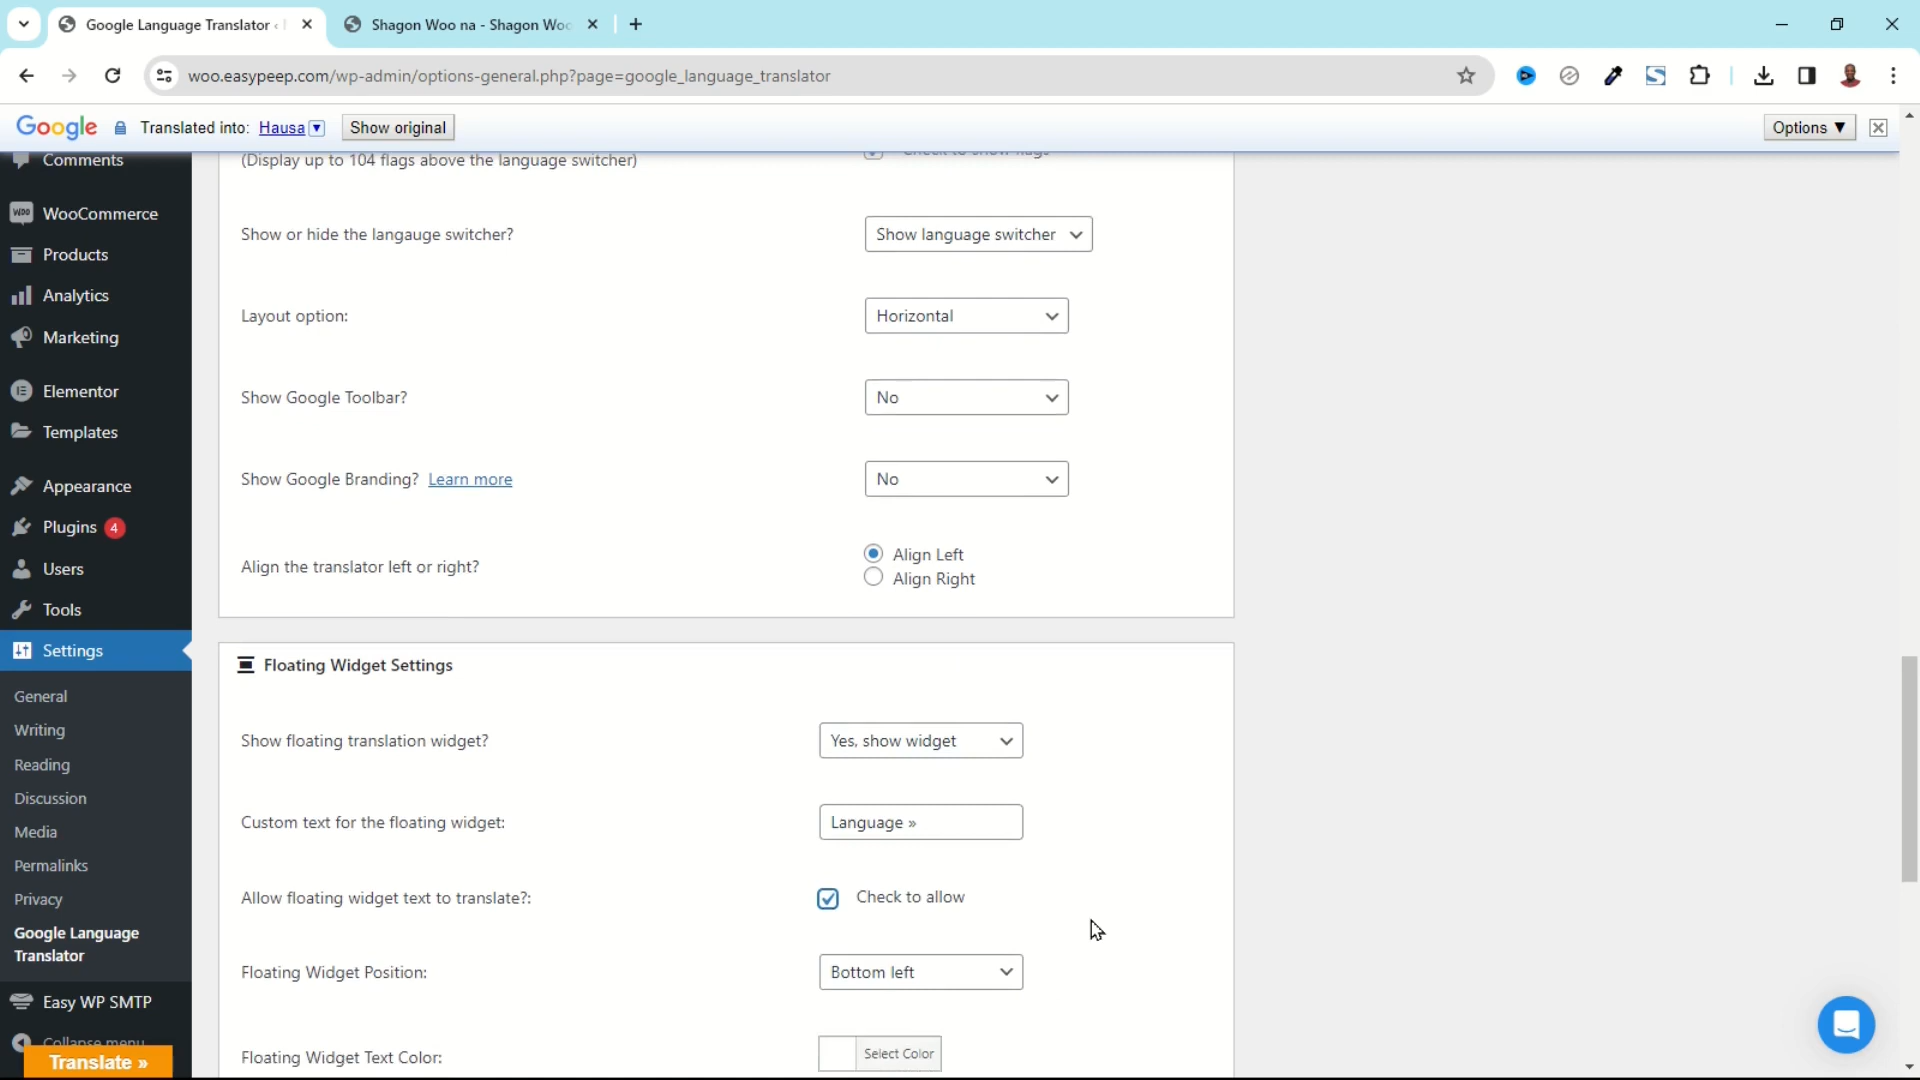 Google Language Translator ‹
Shagon Woo na - Shagon Woo
woo.easypeep.com/wp-admin/options-general.php?page=google_language_translator
Google Translated into: Hausa ▼ Show original Options ▼
Comments
WooCommerce
Products
Analytics
Marketing
Elementor
Templates
Appearance
Plugins 4
Users
Tools
Settings
General
Writing
Reading
Discussion
Media
Permalinks
Privacy
Google Language
Translator
Easy WP SMTP
Collapse menu
Translate »
(Display up to 104 flags above the language switcher) Check to show flags
Show or hide the langauge switcher? Show language switcher
Layout option: Horizontal
Show Google Toolbar? No
Show Google Branding? Learn more No
Align the translator left or right? Align Left
Align Right
Floating Widget Settings
Show floating translation widget? Yes, show widget
Custom text for the floating widget: Language »
Allow floating widget text to translate?: Check to allow
Floating Widget Position: Bottom left
Floating Widget Text Color: Select Color